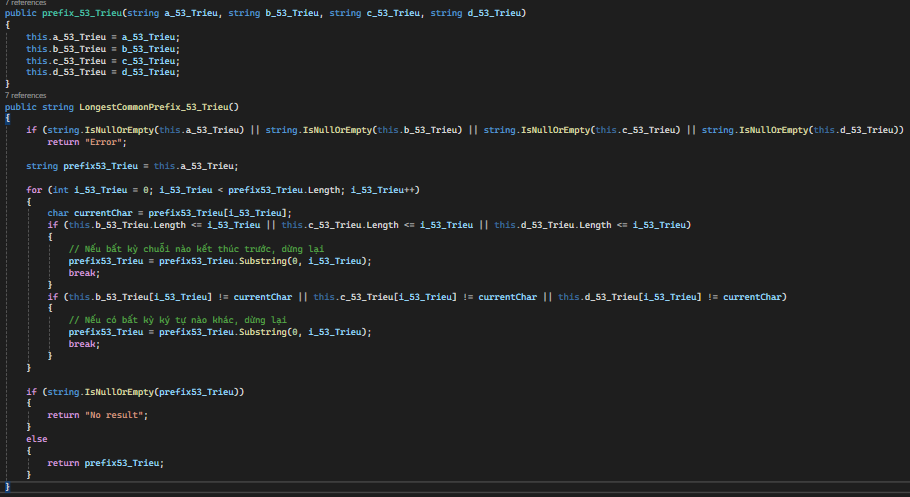 7 references
public prefix_53_Trieu(string a_53_Trieu, string b_53_Trieu, string c_53_Trieu, string d_53_Trieu)
{
    this.a_53_Trieu = a_53_Trieu;
    this.b_53_Trieu = b_53_Trieu;
    this.c_53_Trieu = c_53_Trieu;
    this.d_53_Trieu = d_53_Trieu;
}
7 references
public string LongestCommonPrefix_53_Trieu()
{
    if (string.IsNullOrEmpty(this.a_53_Trieu) || string.IsNullOrEmpty(this.b_53_Trieu) || string.IsNullOrEmpty(this.c_53_Trieu) || string.IsNullOrEmpty(this.d_53_Trieu))
        return "Error";
    string prefix53_Trieu = this.a_53_Trieu;
    for (int i_53_Trieu = 0; i_53_Trieu < prefix53_Trieu.Length; i_53_Trieu++)
    {
        char currentChar = prefix53_Trieu[i_53_Trieu];
        if (this.b_53_Trieu.Length <= i_53_Trieu || this.c_53_Trieu.Length <= i_53_Trieu || this.d_53_Trieu.Length <= i_53_Trieu)
        {
            // Nếu bất kỳ chuỗi nào kết thúc trước, dừng lại
            prefix53_Trieu = prefix53_Trieu.Substring(0, i_53_Trieu);
            break;
        }
        if (this.b_53_Trieu[i_53_Trieu] != currentChar || this.c_53_Trieu[i_53_Trieu] != currentChar || this.d_53_Trieu[i_53_Trieu] != currentChar)
        {
            // Nếu có bất kỳ ký tự nào khác, dừng lại
            prefix53_Trieu = prefix53_Trieu.Substring(0, i_53_Trieu);
            break;
        }
    }
    if (string.IsNullOrEmpty(prefix53_Trieu))
    {
        return "No result";
    }
    else
    {
        return prefix53_Trieu;
    }
}